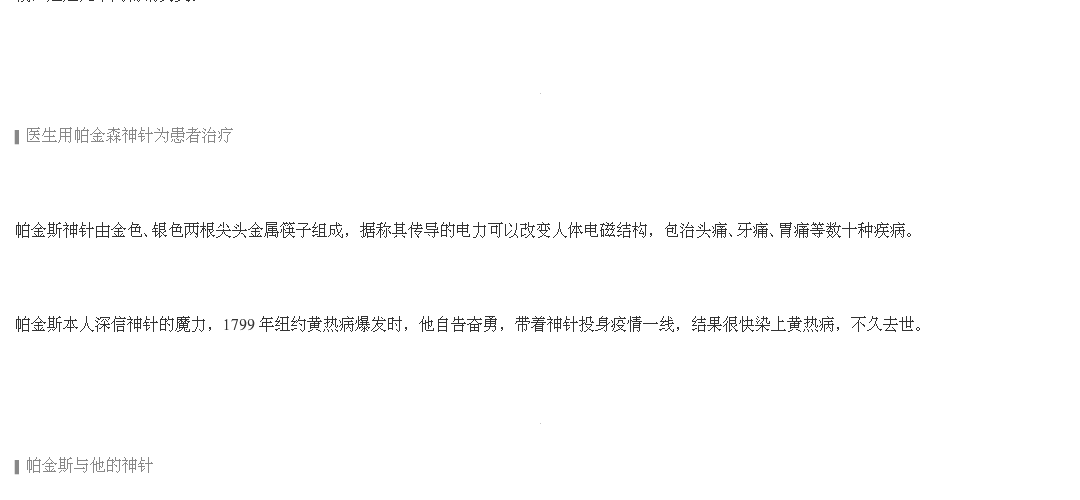 ▌医生用帕金森神针为患者治疗
帕金斯神针由金色、银色两根尖头金属筷子组成，据称其传导的电力可以改变人体电磁结构，包治头痛、牙痛、胃痛等数十种疾病。
帕金斯本人深信神针的魔力，1799 年纽约黄热病爆发时，他自告奋勇，带着神针投身疫情一线，结果很快染上黄热病，不久去世。
▌帕金斯与他的神针